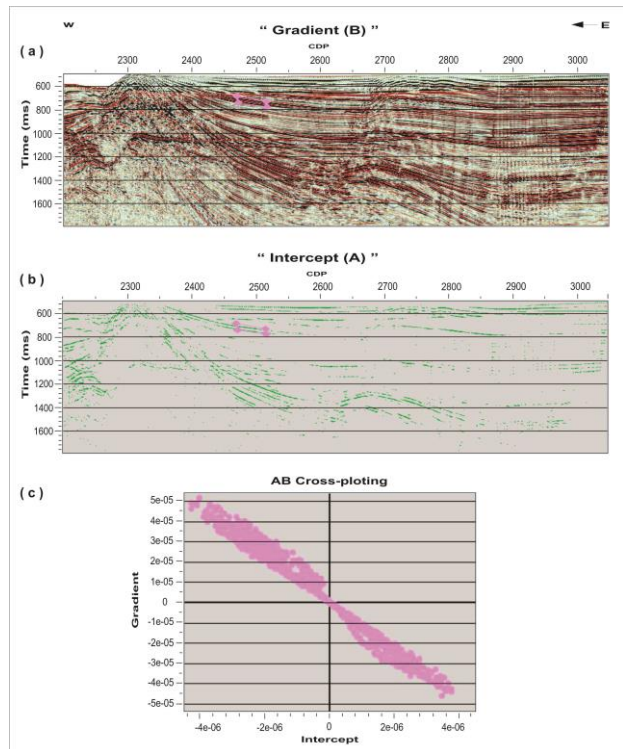 W E
“ Gradient (B) ”
( a )
CDP
2300 2400 2500 2600 2700 2800 2900 3000
600
800
1000
1200
1400
1600
Time (ms)
“ Intercept (A) ”
( b )
CDP
2300 2400 2500 2600 2700 2800 2900 3000
600
800
1000
1200
1400
1600
Time (ms)
( c )
AB Cross-ploting
5e-05
4e-05
3e-05
2e-05
1e-05
0
-1e-05
-2e-05
-3e-05
-4e-05
-5e-05
Gradient
-4e-06 -2e-06 0 2e-06 4e-06
Intercept